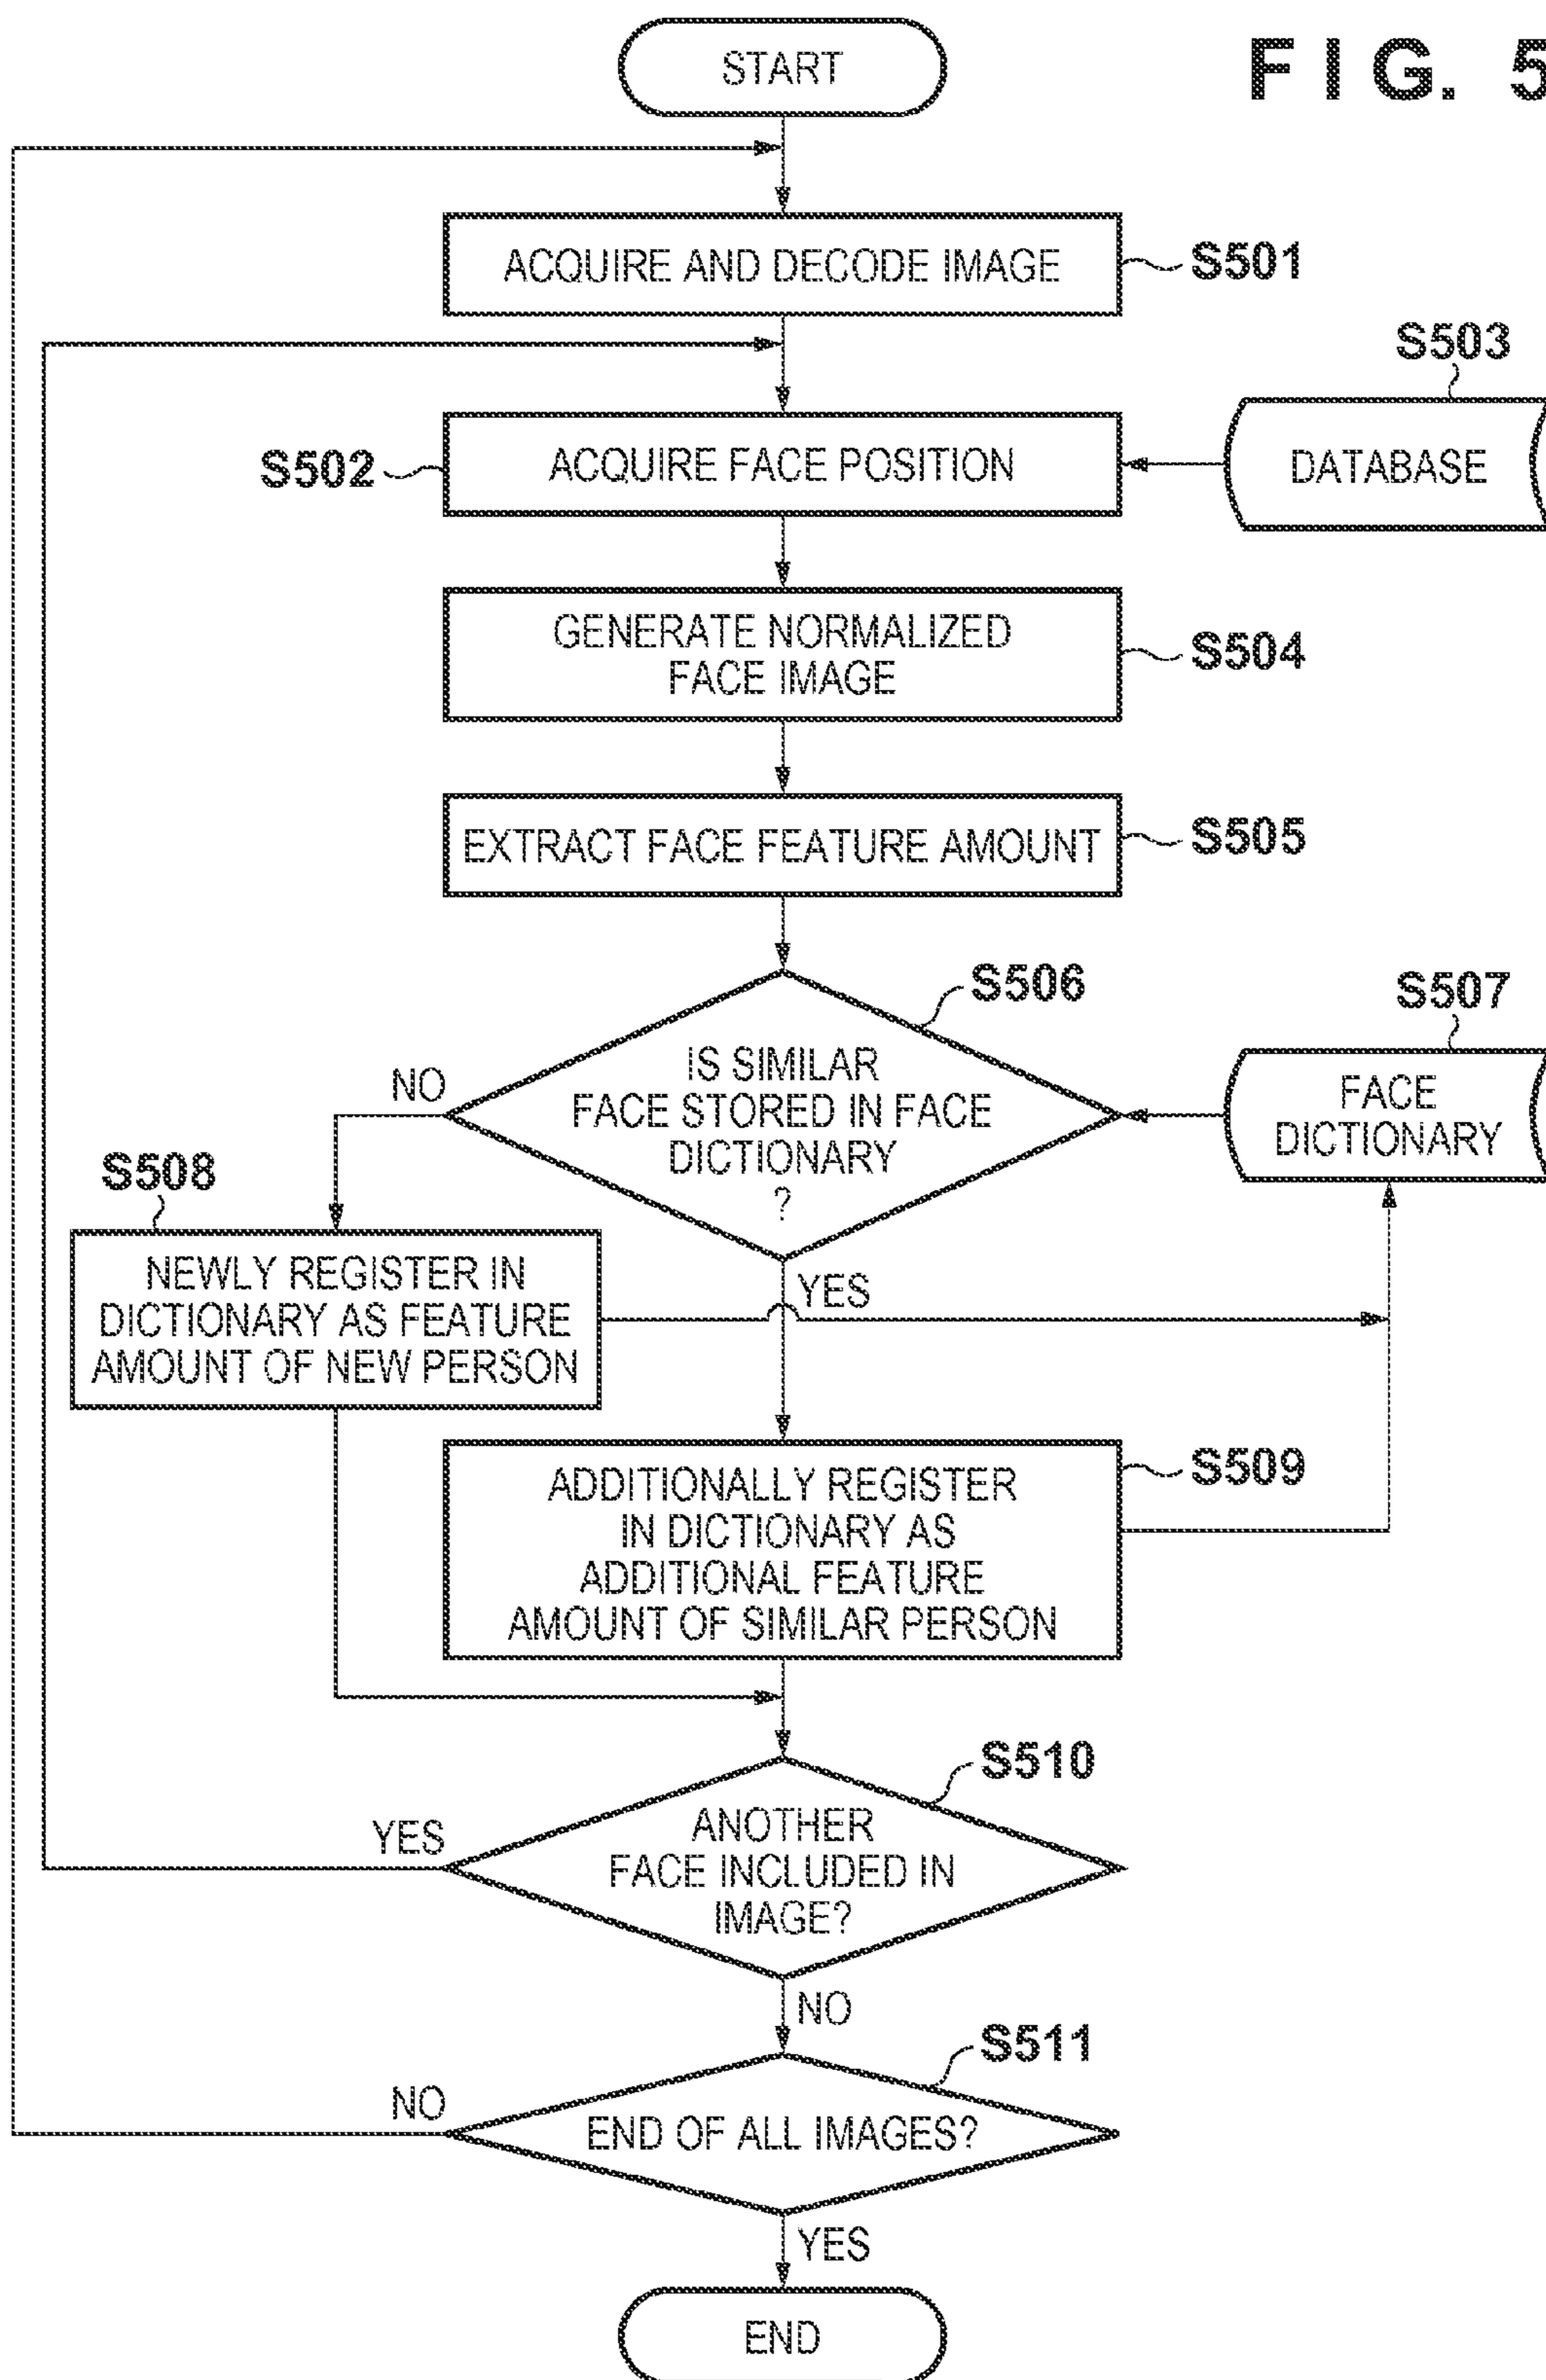 START
F I G. 5
ACQUIRE AND DECODE IMAGE
S501
S503
S502
ACQUIRE FACE POSITION
DATABASE
GENERATE NORMALIZED
FACE IMAGE
S504
EXTRACT FACE FEATURE AMOUNT
S505
S506
S507
NO
IS SIMILAR
FACE STORED IN FACE
DICTIONARY
?
FACE
DICTIONARY
S508
YES
NEWLY REGISTER IN
DICTIONARY AS FEATURE
AMOUNT OF NEW PERSON
S509
ADDITIONALLY REGISTER
IN DICTIONARY AS
ADDITIONAL FEATURE
AMOUNT OF SIMILAR PERSON
S510
YES
ANOTHER
FACE INCLUDED IN
IMAGE?
NO
S511
NO
END OF ALL IMAGES?
YES
END